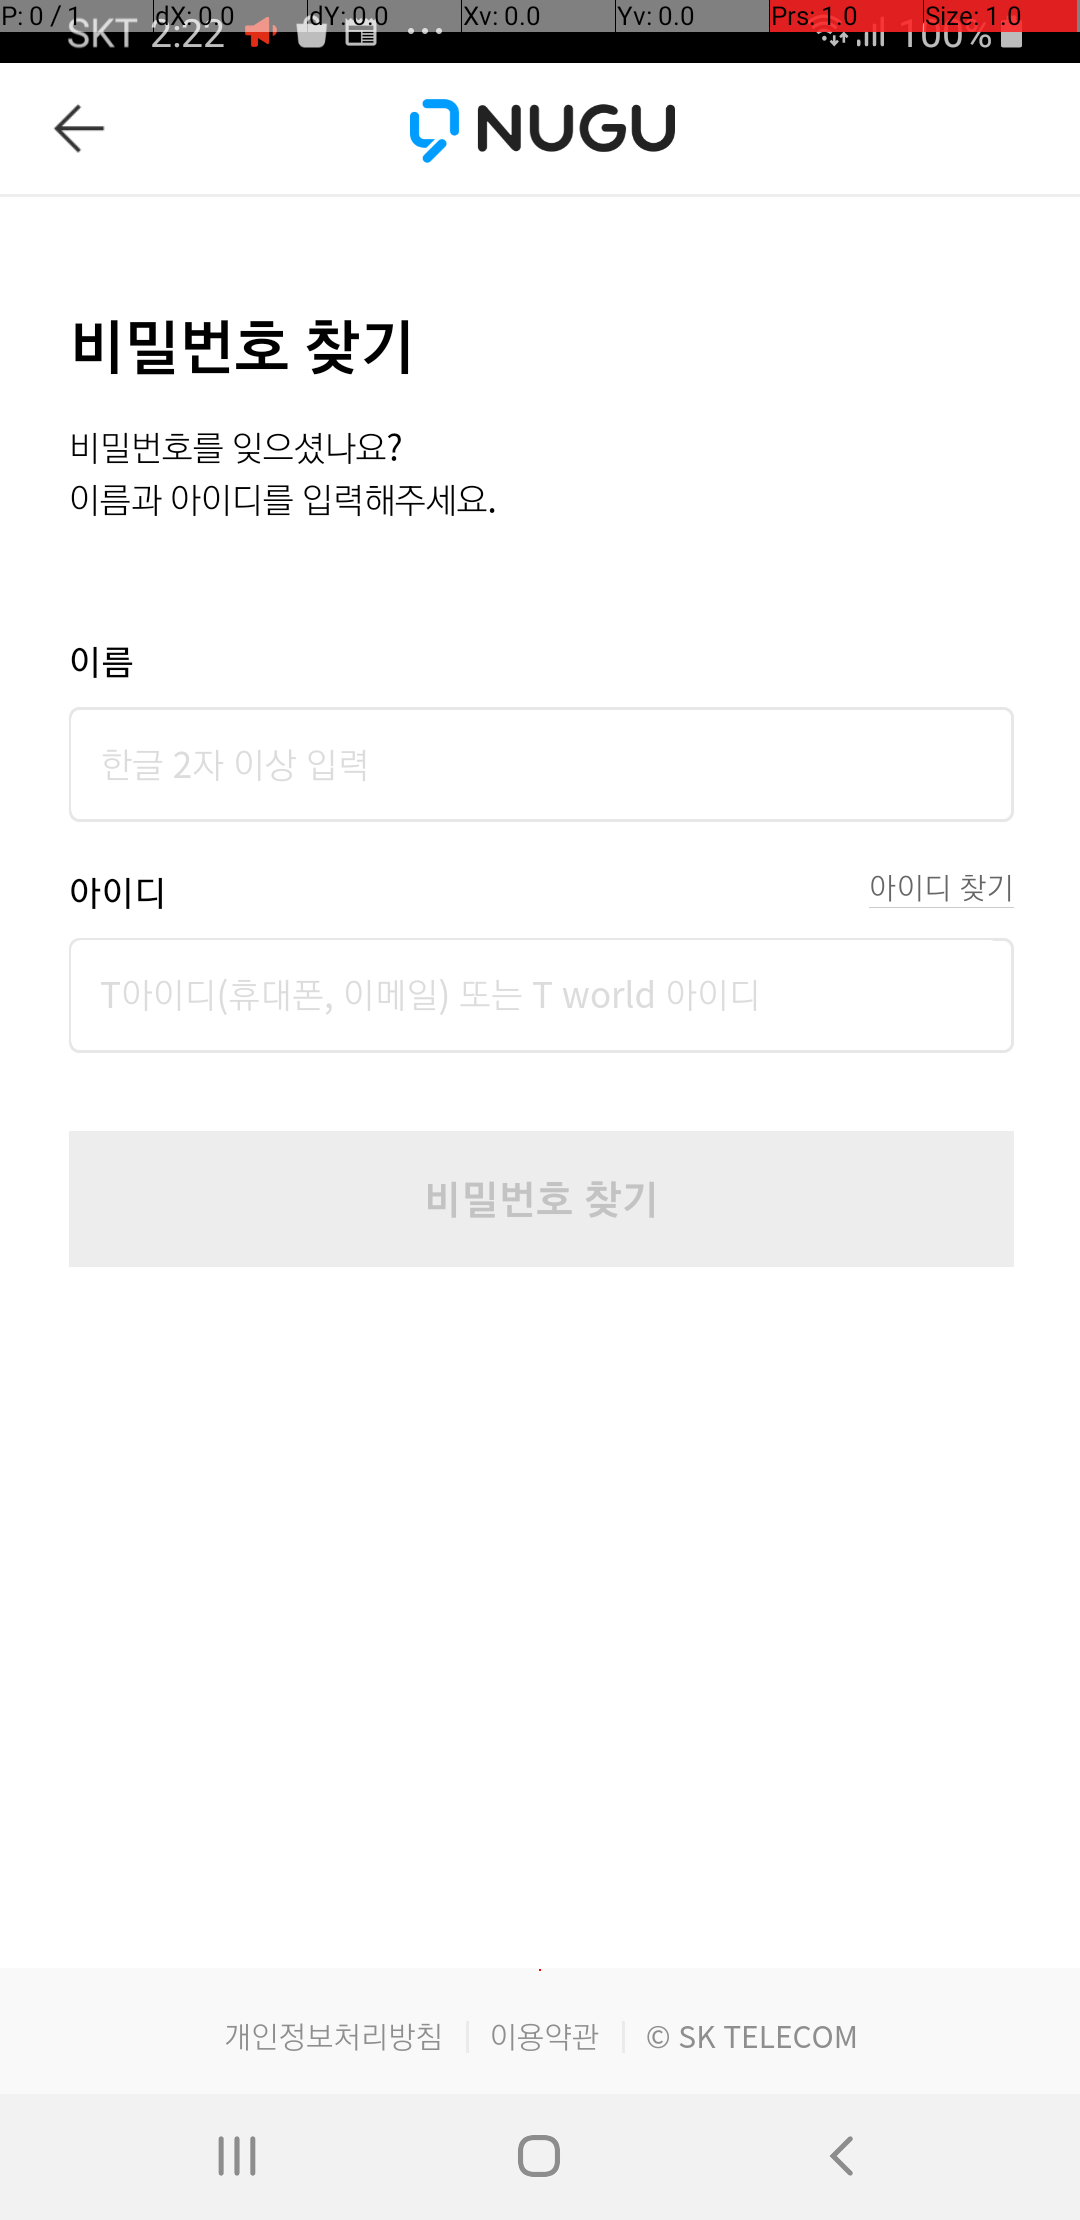 P: 0 / 1 dX: 0.0 dY: 0.0 Xv: 0.0 Yv: 0.0 Prs: 1.0 Size: 1.0
SKT 2:22 100%
NUGU
비밀번호 찾기
비밀번호를 잊으셨나요?
이름과 아이디를 입력해주세요.
이름
한글 2자 이상 입력
아이디 아이디 찾기
T아이디(휴대폰, 이메일) 또는 T world 아이디
비밀번호 찾기
개인정보처리방침 이용약관 © SK TELECOM